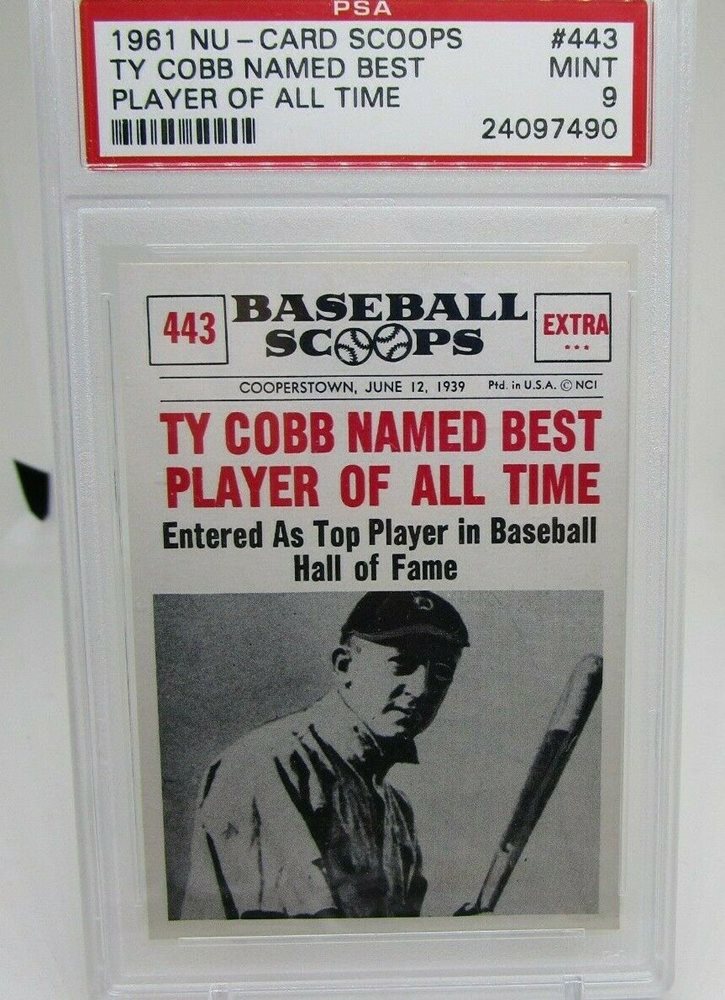 PSA
1961 NU-CARD SCOOPS #443
TY COBB NAMED BEST MINT
PLAYER OF ALL TIME 9
24097490
443 BASEBALL SCOOPS EXTRA
COOPERSTOWN, JUNE 12, 1939 Ptd. in U.S.A. © NCI
TY COBB NAMED BEST
PLAYER OF ALL TIME
Entered As Top Player in Baseball
Hall of Fame
D